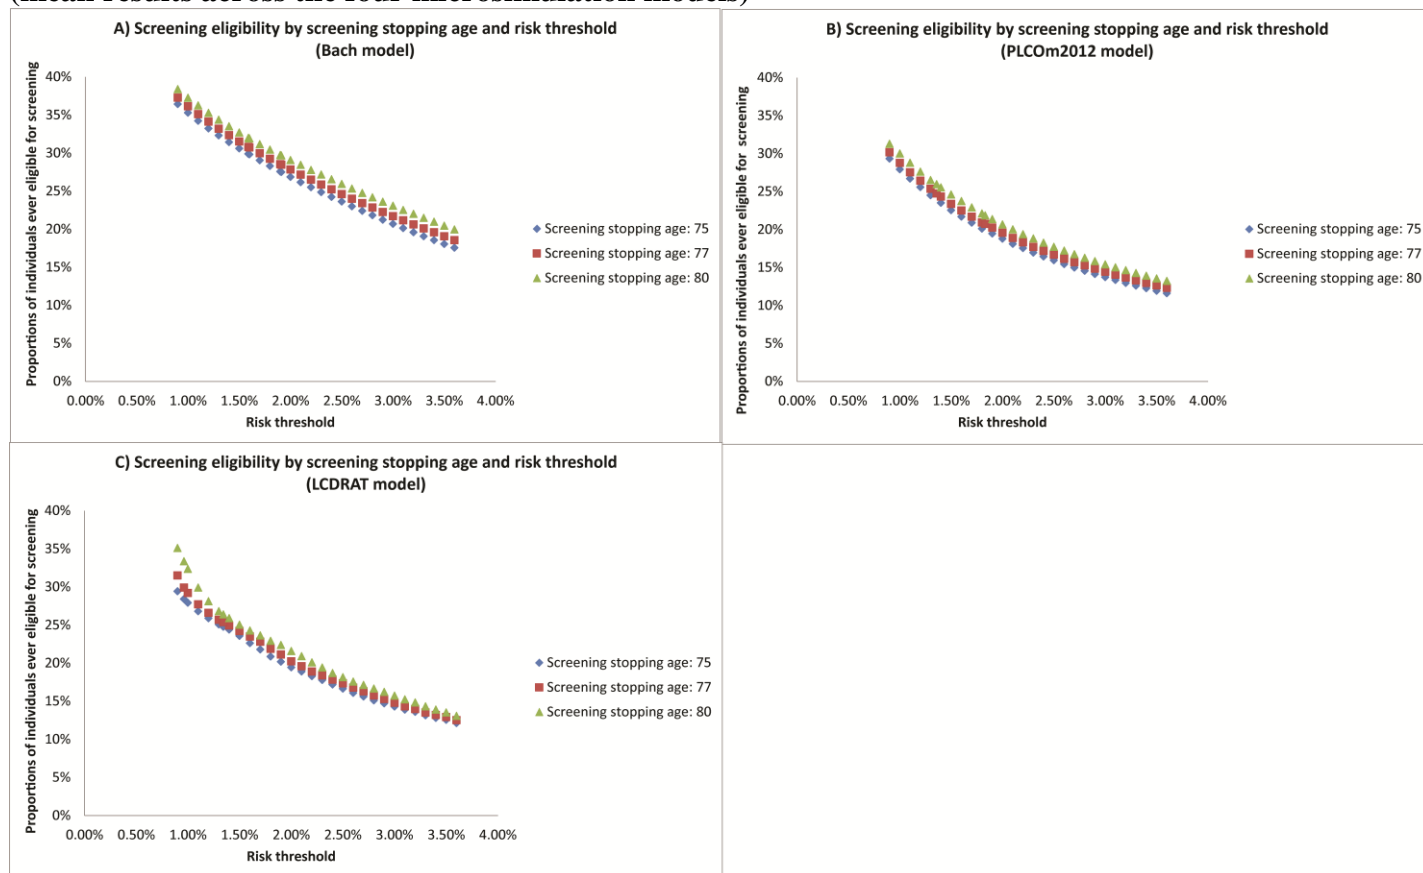 (mean results across the four microsimulation models)
A) Screening eligibility by screening stopping age and risk threshold
(Bach model)
Proportions of individuals ever eligible for screening
40%
35%
30%
25%
20%
15%
10%
5%
0%
0.00% 0.50% 1.00% 1.50% 2.00% 2.50% 3.00% 3.50% 4.00%
Risk threshold
Screening stopping age: 75
Screening stopping age: 77
Screening stopping age: 80
B) Screening eligibility by screening stopping age and risk threshold
(PLCOm2012 model)
Proportions of individuals ever eligible for screening
40%
35%
30%
25%
20%
15%
10%
5%
0%
0.00% 0.50% 1.00% 1.50% 2.00% 2.50% 3.00% 3.50% 4.00%
Risk threshold
Screening stopping age: 75
Screening stopping age: 77
Screening stopping age: 80
C) Screening eligibility by screening stopping age and risk threshold
(LCDRAT model)
Proportions of individuals ever eligible for screening
40%
35%
30%
25%
20%
15%
10%
5%
0%
0.00% 0.50% 1.00% 1.50% 2.00% 2.50% 3.00% 3.50% 4.00%
Risk threshold
Screening stopping age: 75
Screening stopping age: 77
Screening stopping age: 80